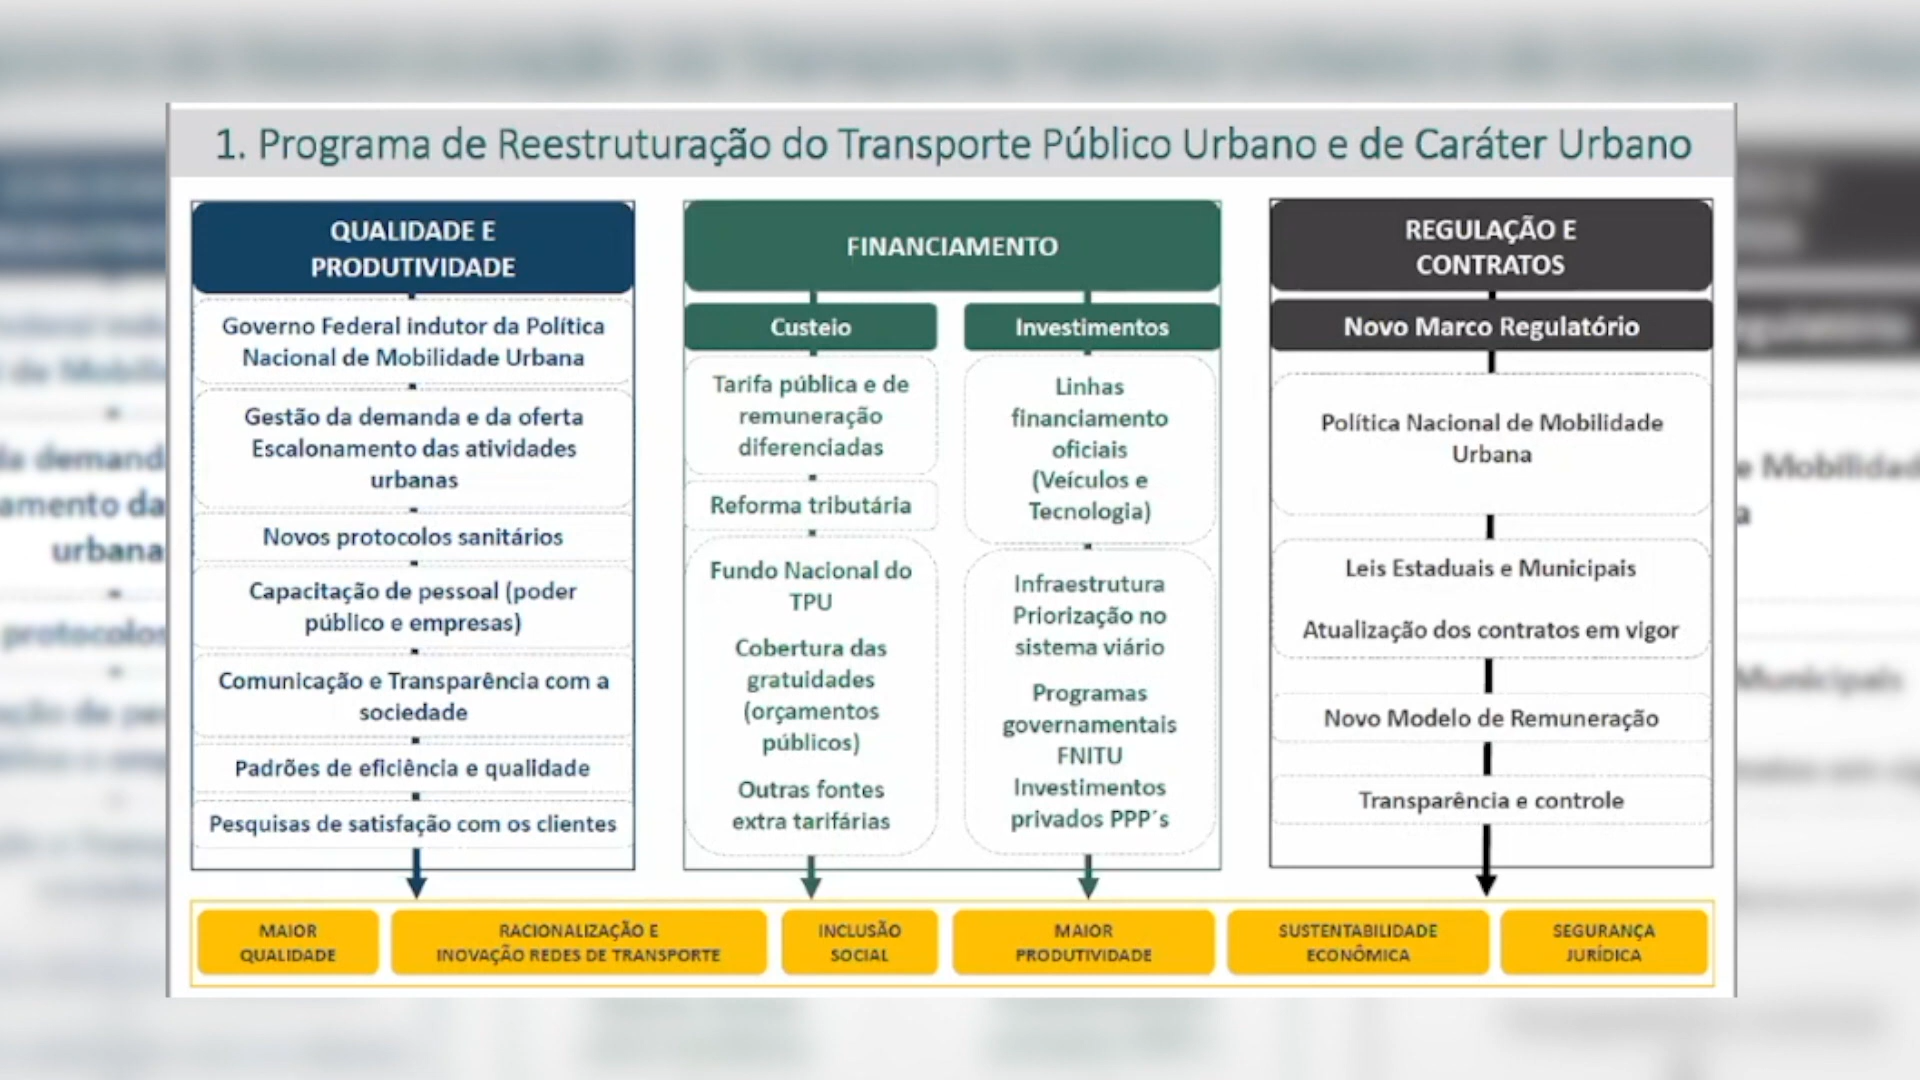 1. Programa de Reestruturação do Transporte Público Urbano e de Caráter Urbano
QUALIDADE E
PRODUTIVIDADE
Governo Federal indutor da Política
Nacional de Mobilidade Urbana
Gestão da demanda e da oferta
Escalonamento das atividades
urbanas
Novos protocolos sanitários
Capacitação de pessoal (poder
público e empresas)
Comunicação e Transparência com a
sociedade
Padrões de eficiência e qualidade
Pesquisas de satisfação com os clientes
FINANCIAMENTO
Custeio
Tarifa pública e de
remuneração
diferenciadas
Reforma tributária
Fundo Nacional do
TPU
Cobertura das
gratuidades
(orçamentos
públicos)
Outras fontes
extra tarifárias
Investimentos
Linhas
financiamento
oficiais
(Veículos e
Tecnologia)
Infraestrutura
Priorização no
sistema viário
Programas
governamentais
FNITU
Investimentos
privados PPP´s
REGULAÇÃO E
CONTRATOS
Novo Marco Regulatório
Política Nacional de Mobilidade
Urbana
Leis Estaduais e Municipais
Atualização dos contratos em vigor
Novo Modelo de Remuneração
Transparência e controle
MAIOR
QUALIDADE
RACIONALIZAÇÃO E
INOVAÇÃO REDES DE TRANSPORTE
INCLUSÃO
SOCIAL
MAIOR
PRODUTIVIDADE
SUSTENTABILIDADE
ECONÔMICA
SEGURANÇA
JURÍDICA